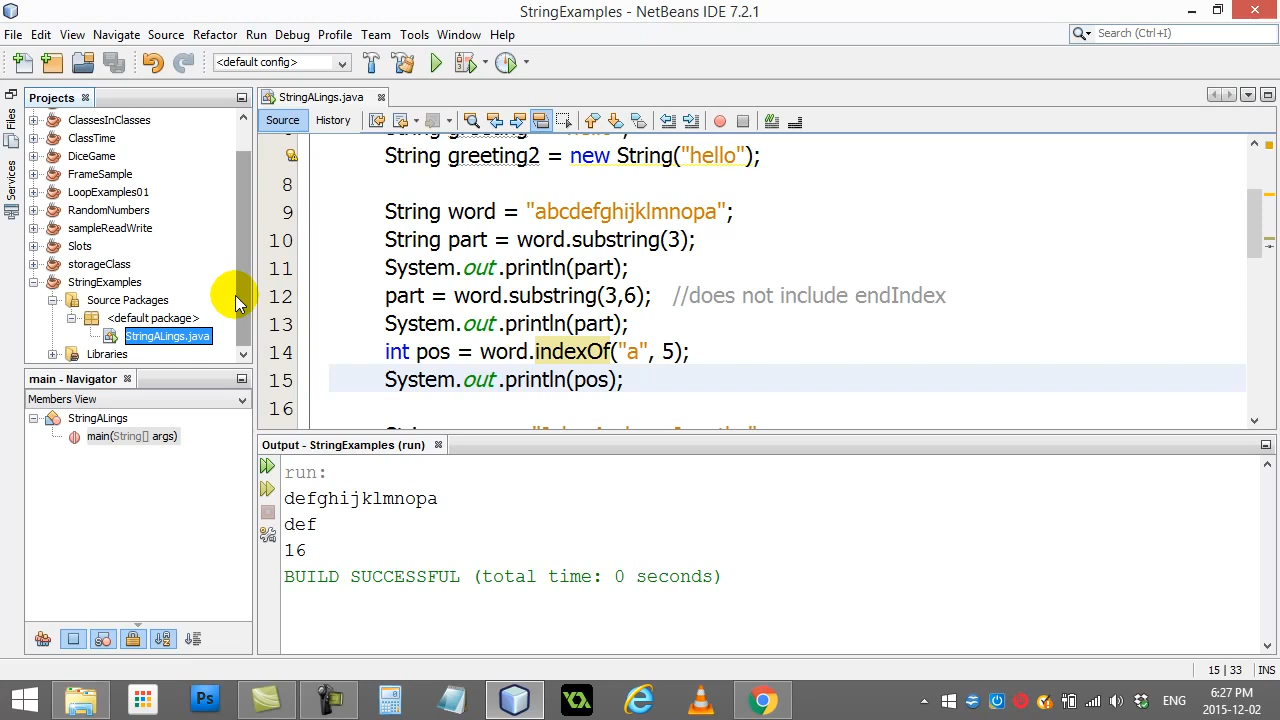 StringExamples - NetBeans IDE 7.2.1
File Edit View Navigate Source Refactor Run Debug Profile Team Tools Window Help
Search (Ctrl+I)
<default config>
Projects
StringALings.java
Files
Services
ClassesInClasses
ClassTime
DiceGame
FrameSample
LoopExamples01
RandomNumbers
sampleReadWrite
Slots
storageClass
StringExamples
Source Packages
<default package>
StringALings.java
Libraries
Source History
String greeting2 = new String("hello");
8
9 String word = "abcdefghijklmnopa";
10 String part = word.substring(3);
11 System.out.println(part);
12 part = word.substring(3,6); //does not include endIndex
13 System.out.println(part);
14 int pos = word.indexOf("a", 5);
15 System.out.println(pos);
16
main - Navigator
Members View
StringALings
main(String[] args)
Output - StringExamples (run)
run:
defghijklmnopa
def
16
BUILD SUCCESSFUL (total time: 0 seconds)
15 | 33 INS
Ps
ENG
6:27 PM
2015-12-02